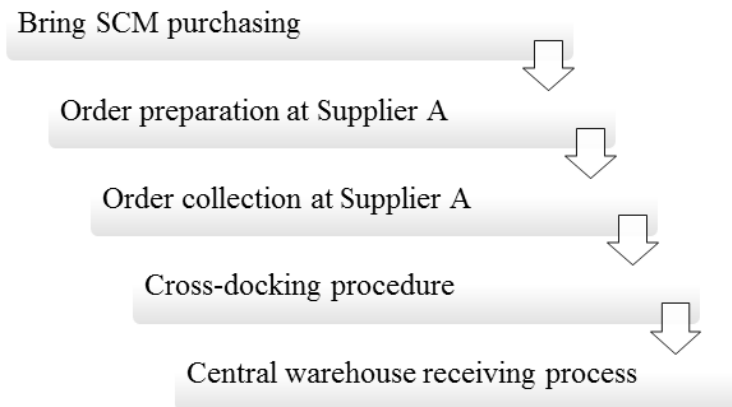 Bring SCM purchasing
Order preparation at Supplier A
Order collection at Supplier A
Cross-docking procedure
Central warehouse receiving process